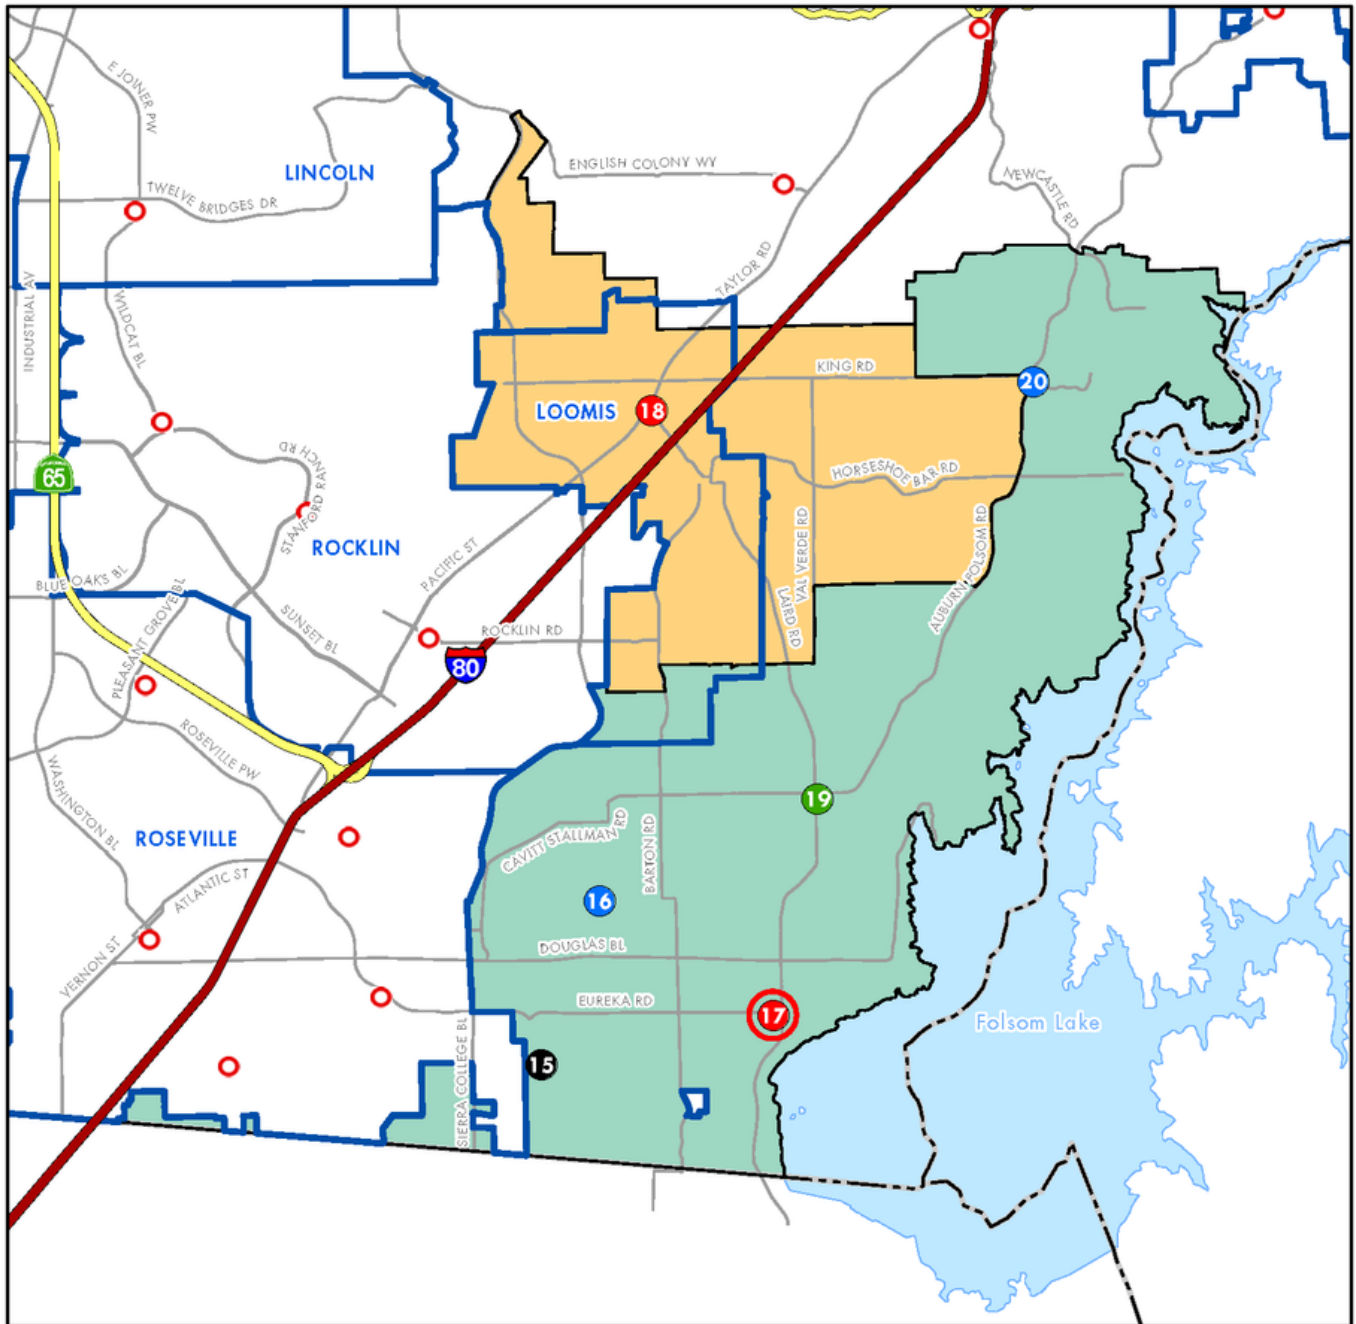 E JOINER PW
LINCOLN
ENGLISH COLONY WY
NEWCASTLE RD
TWELVE BRIDGES DR
TAYLOR RD
INDUSTRIAL AV
WILDCAT BL
KING RD
20
LOOMIS
18
STANFORD RANCH RD
HORSESHOE BAR RD
65
ROCKLIN
PACIFIC ST
VAL VERDE RD
AUBURN FOLSOM RD
BLUE OAKS BL
PLEASANT GROVE BL
SUNSET BL
LAIRD RD
ROCKLIN RD
80
ROSEVILLE PW
WASHINGTON BL
19
ROSEVILLE
CAVITT STALLMAN RD
BARTON RD
ATLANTIC ST
16
DOUGLAS BL
VERNON ST
EUREKA RD
17
Folsom Lake
15
SIERRA COLLEGE BL